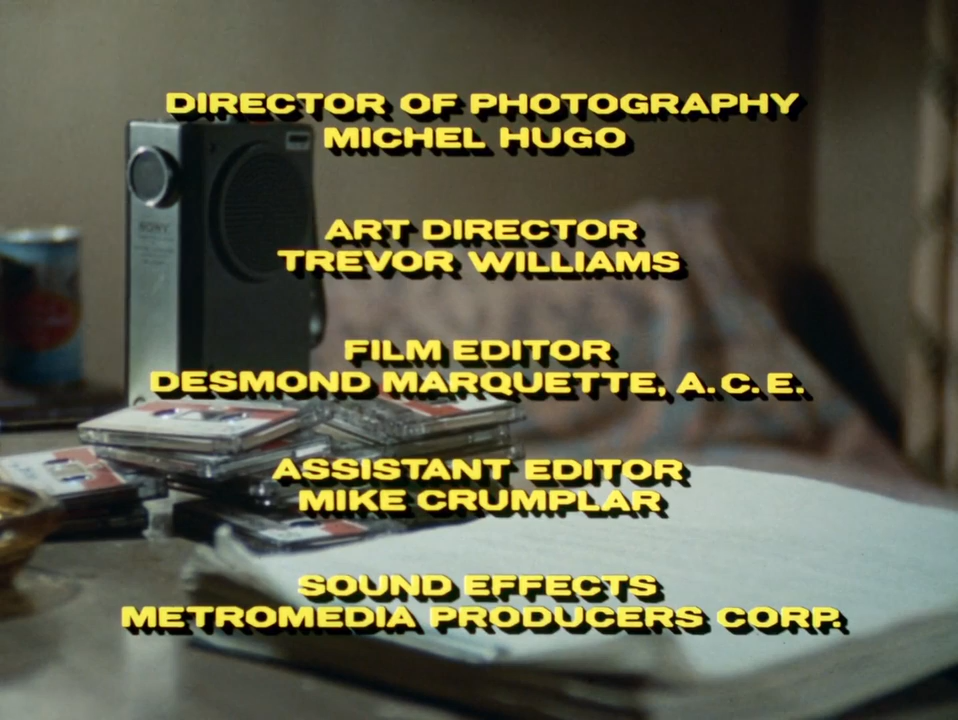 DIRECTOR OF PHOTOGRAPHY
MICHEL HUGO
SONY
ART DIRECTOR
TREVOR WILLIAMS
FILM EDITOR
DESMOND MARQUETTE, A.C.E.
ASSISTANT EDITOR
MIKE CRUMPLAR
SOUND EFFECTS
METROMEDIA PRODUCERS CORP.